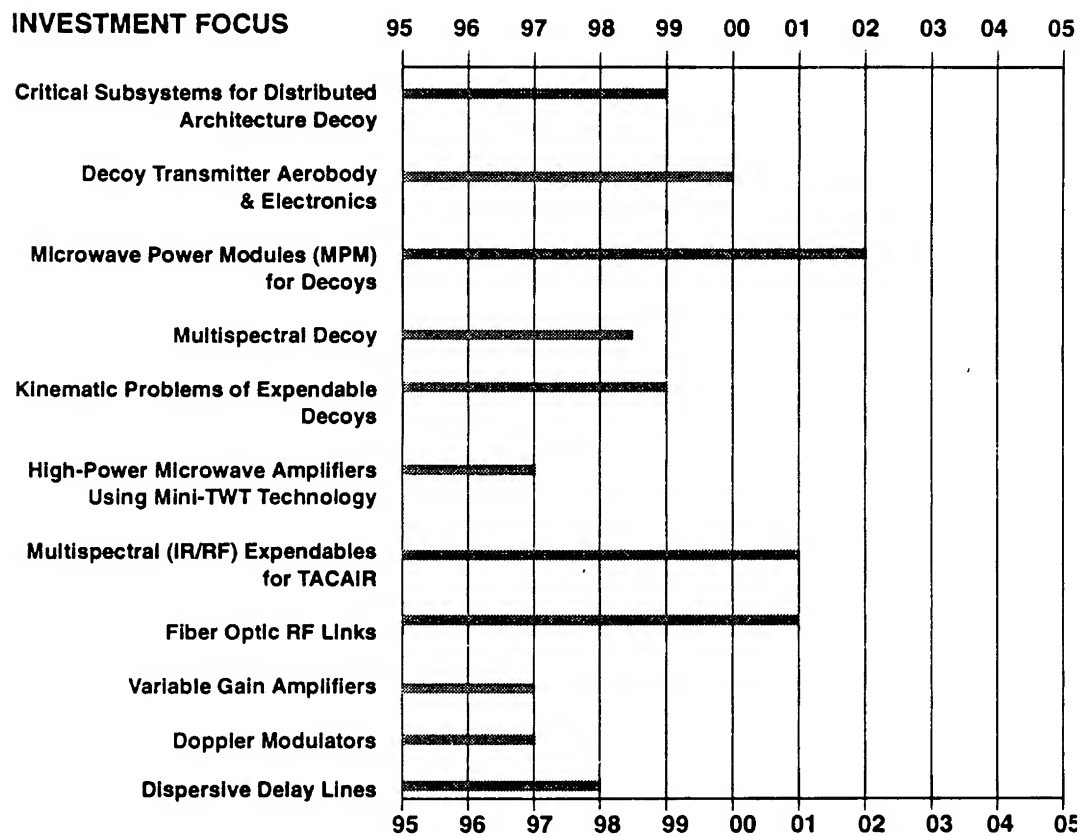 INVESTMENT FOCUS
95 96 97 98 99 00 01 02 03 04 05
Critical Subsystems for Distributed
Architecture Decoy
Decoy Transmitter Aerobody
& Electronics
Microwave Power Modules (MPM)
for Decoys
Multispectral Decoy
Kinematic Problems of Expendable
Decoys
High-Power Microwave Amplifiers
Using Mini-TWT Technology
Multispectral (IR/RF) Expendables
for TACAIR
Fiber Optic RF Links
Variable Gain Amplifiers
Doppler Modulators
Dispersive Delay Lines
95 96 97 98 99 00 01 02 03 04 05